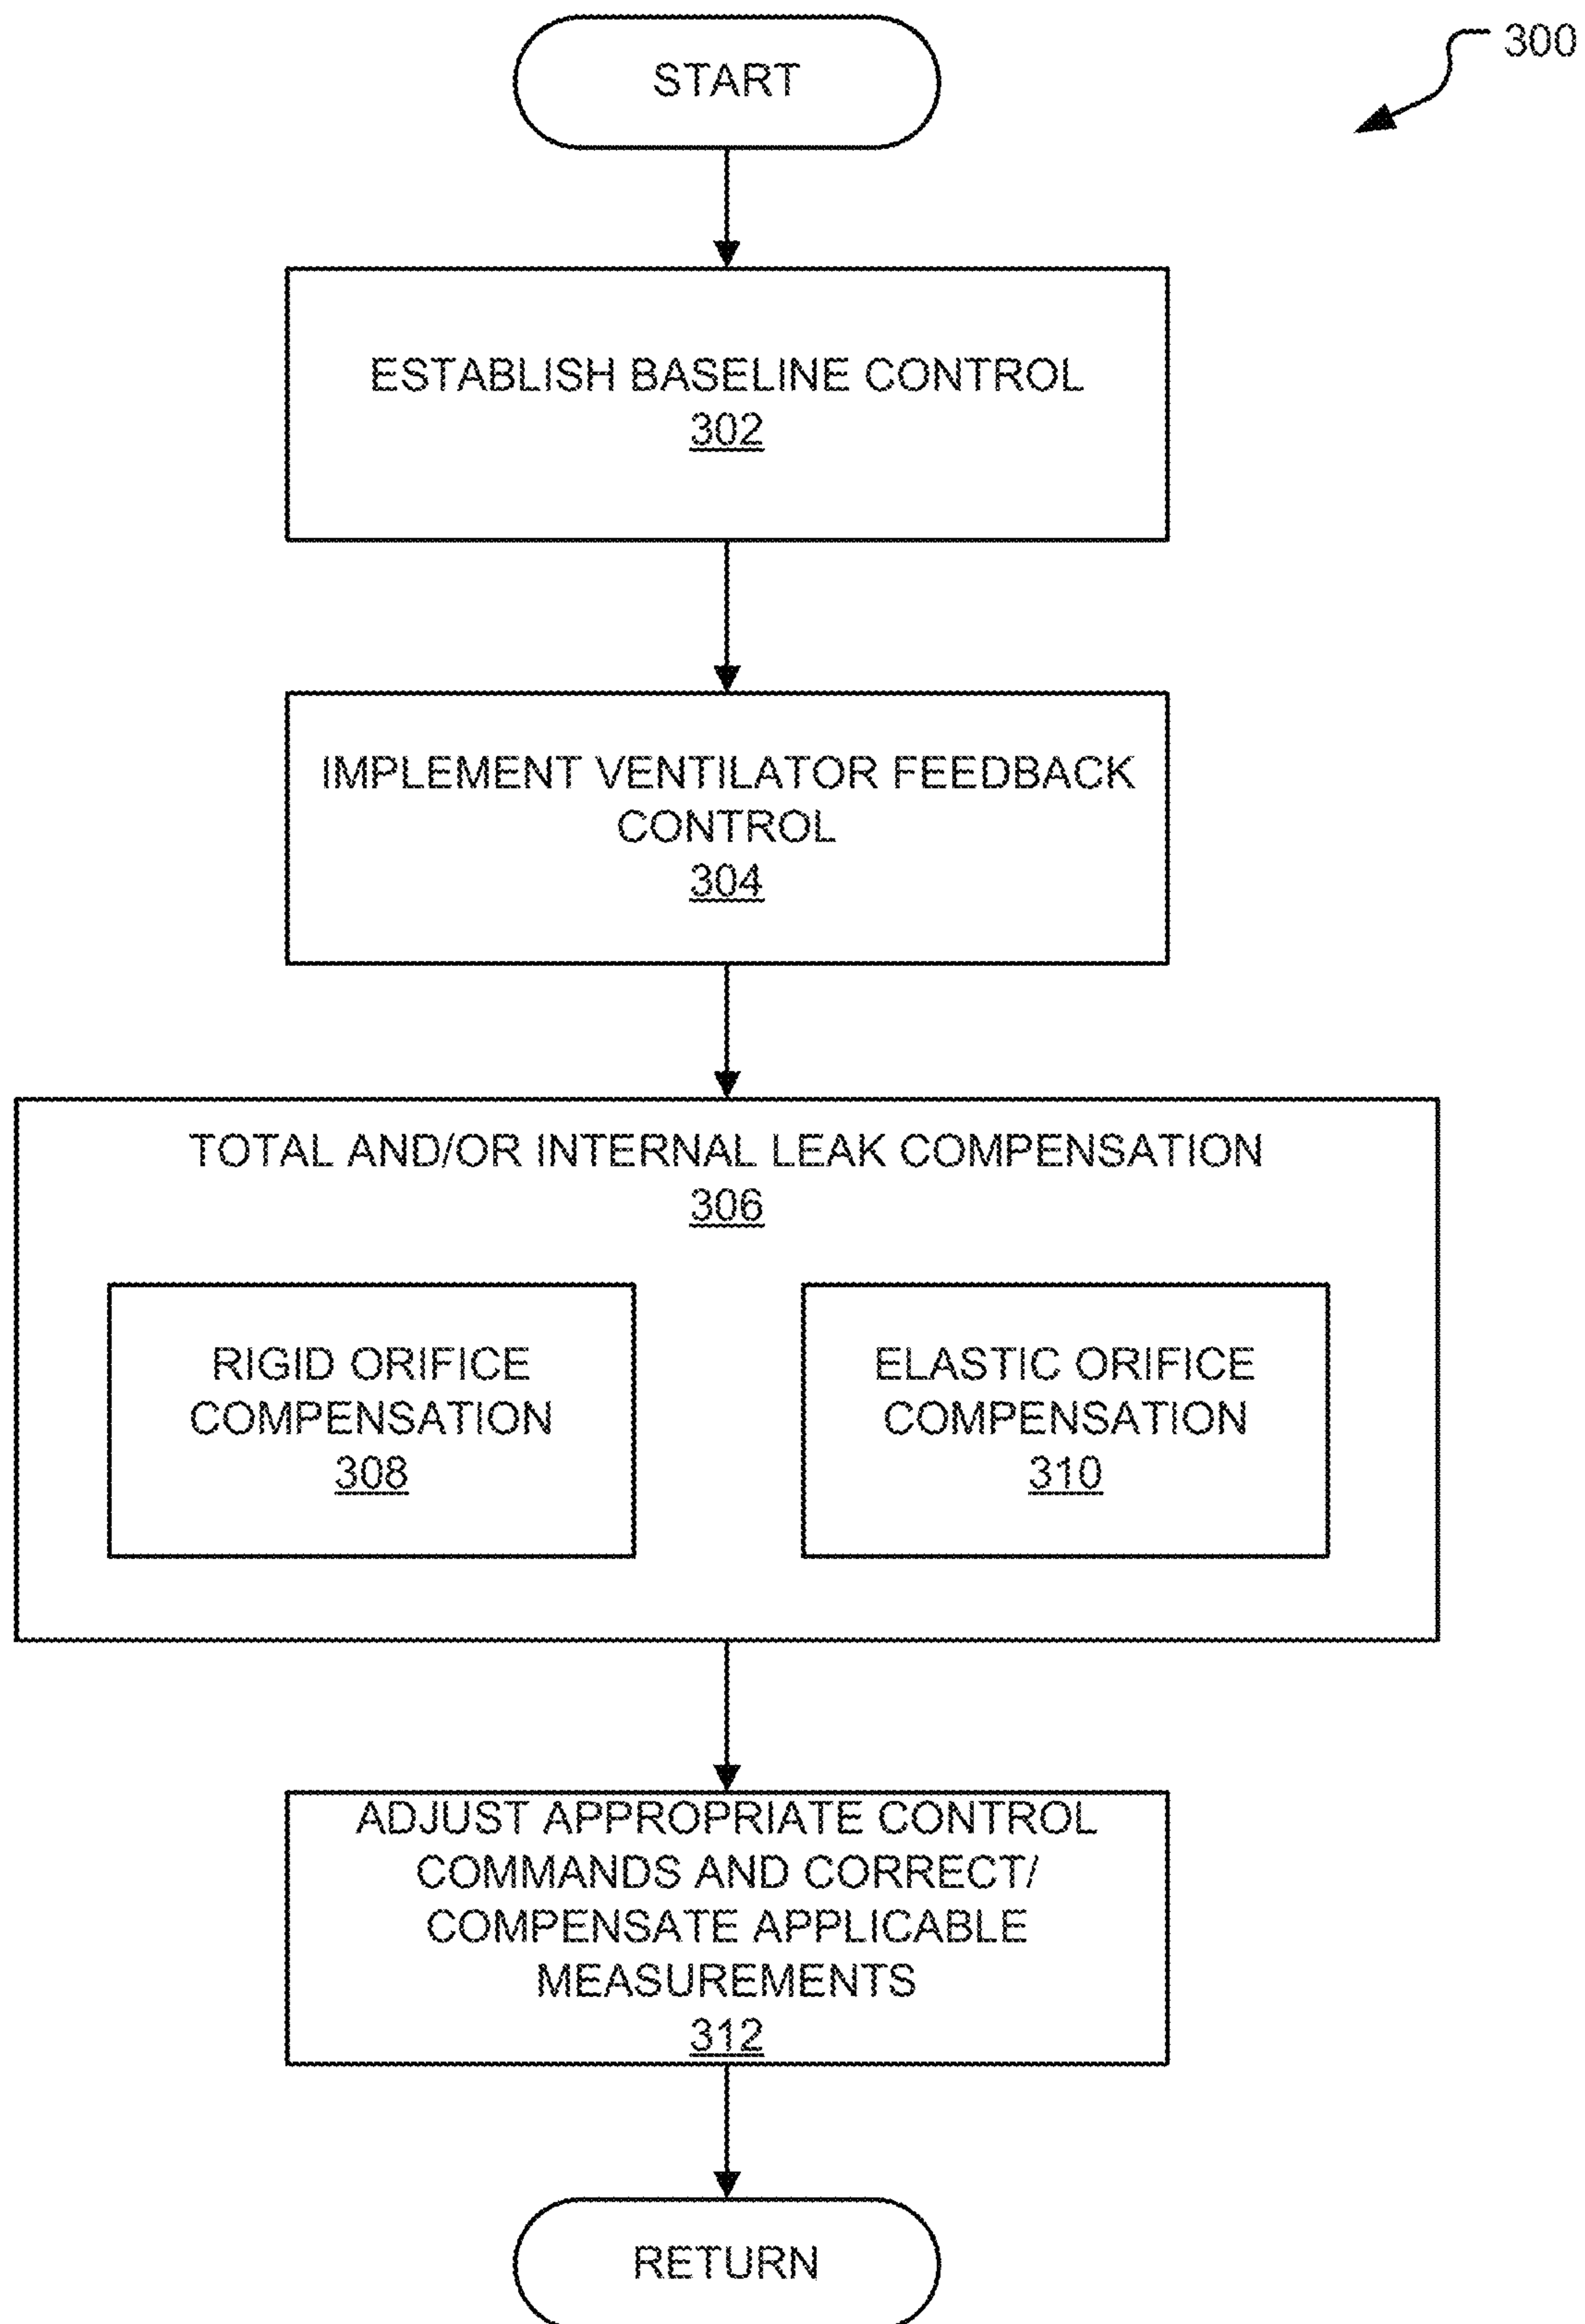 START
300
ESTABLISH BASELINE CONTROL
302
IMPLEMENT VENTILATOR FEEDBACK
CONTROL
304
TOTAL AND/OR INTERNAL LEAK COMPENSATION
306
RIGID ORIFICE
COMPENSATION
308
ELASTIC ORIFICE
COMPENSATION
310
ADJUST APPROPRIATE CONTROL
COMMANDS AND CORRECT/
COMPENSATE APPLICABLE
MEASUREMENTS
312
RETURN